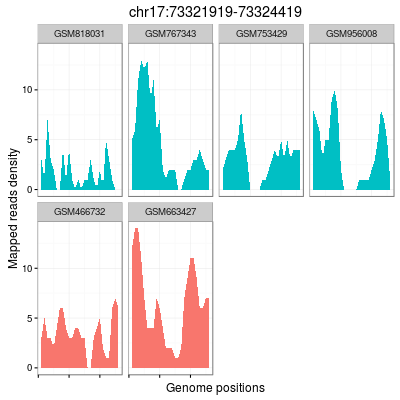 chr17:73321919-73324419
GSM818031 GSM767343 GSM753429 GSM956008
10
5
0
GSM466732 GSM663427
10
5
0
Mapped reads density
Genome positions